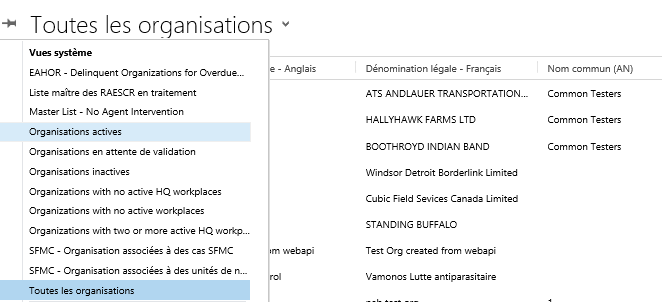 Toutes les organisations
Vues système
EAHOR - Delinquent Organizations for Overdue...
Liste maître des RAESCR en traitement
Master List - No Agent Intervention
Organisations actives
Organisations en attente de validation
Organisations inactives
Organizations with no active HQ workplaces
Organizations with no active workplaces
Organizations with two or more active HQ workp...
SFMC - Organisation associées à des cas SFMC
SFMC - Organisation associées à des unités de n...
Toutes les organisations
e - Anglais Dénomination légale - Français Nom commun (AN)
ATS ANDLAUER TRANSPORTATION... Common Testers
HALLYHAWK FARMS LTD Common Testers
BOOTHROYD INDIAN BAND Common Testers
Windsor Detroit Borderlink Limited
Cubic Field Sevices Canada Limited
STANDING BUFFALO
om webapi Test Org created from webapi
rol Vamonos Lutte antiparasitaire